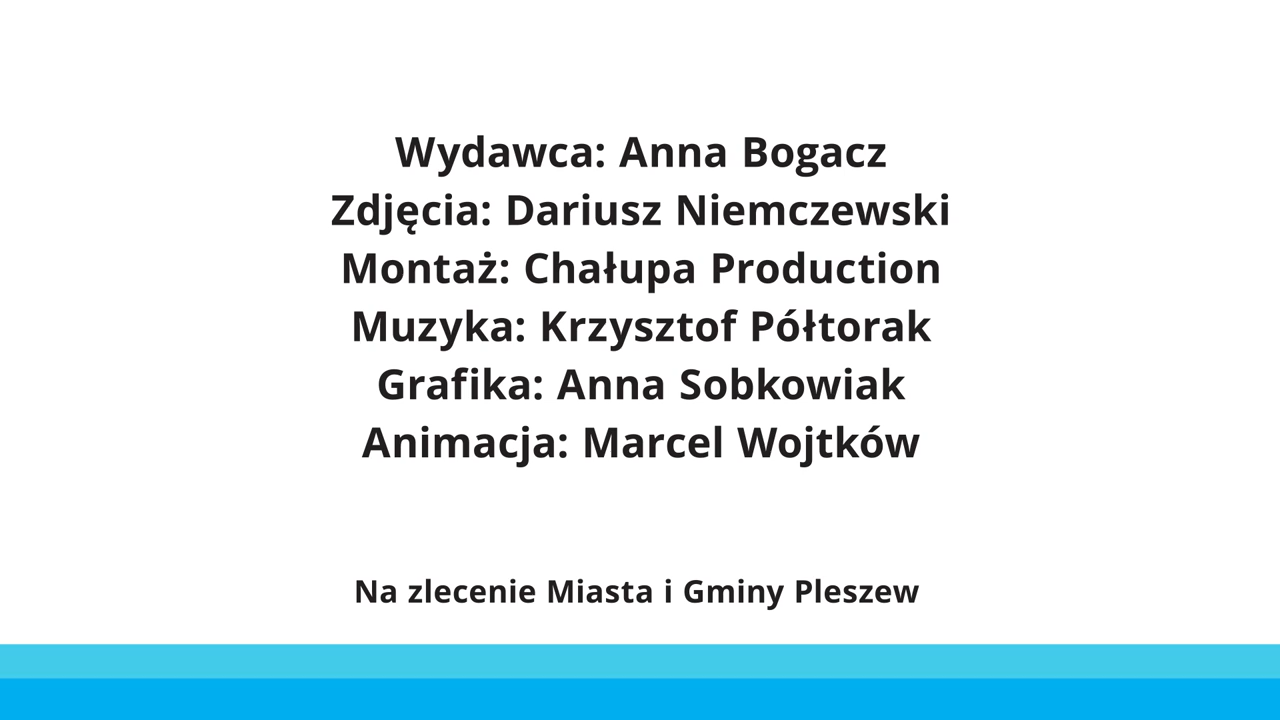 Wydawca: Anna Bogacz
Zdjęcia: Dariusz Niemczewski
Montaż: Chałupa Production
Muzyka: Krzysztof Półtorak
Grafika: Anna Sobkowiak
Animacja: Marcel Wojtków
Na zlecenie Miasta i Gminy Pleszew